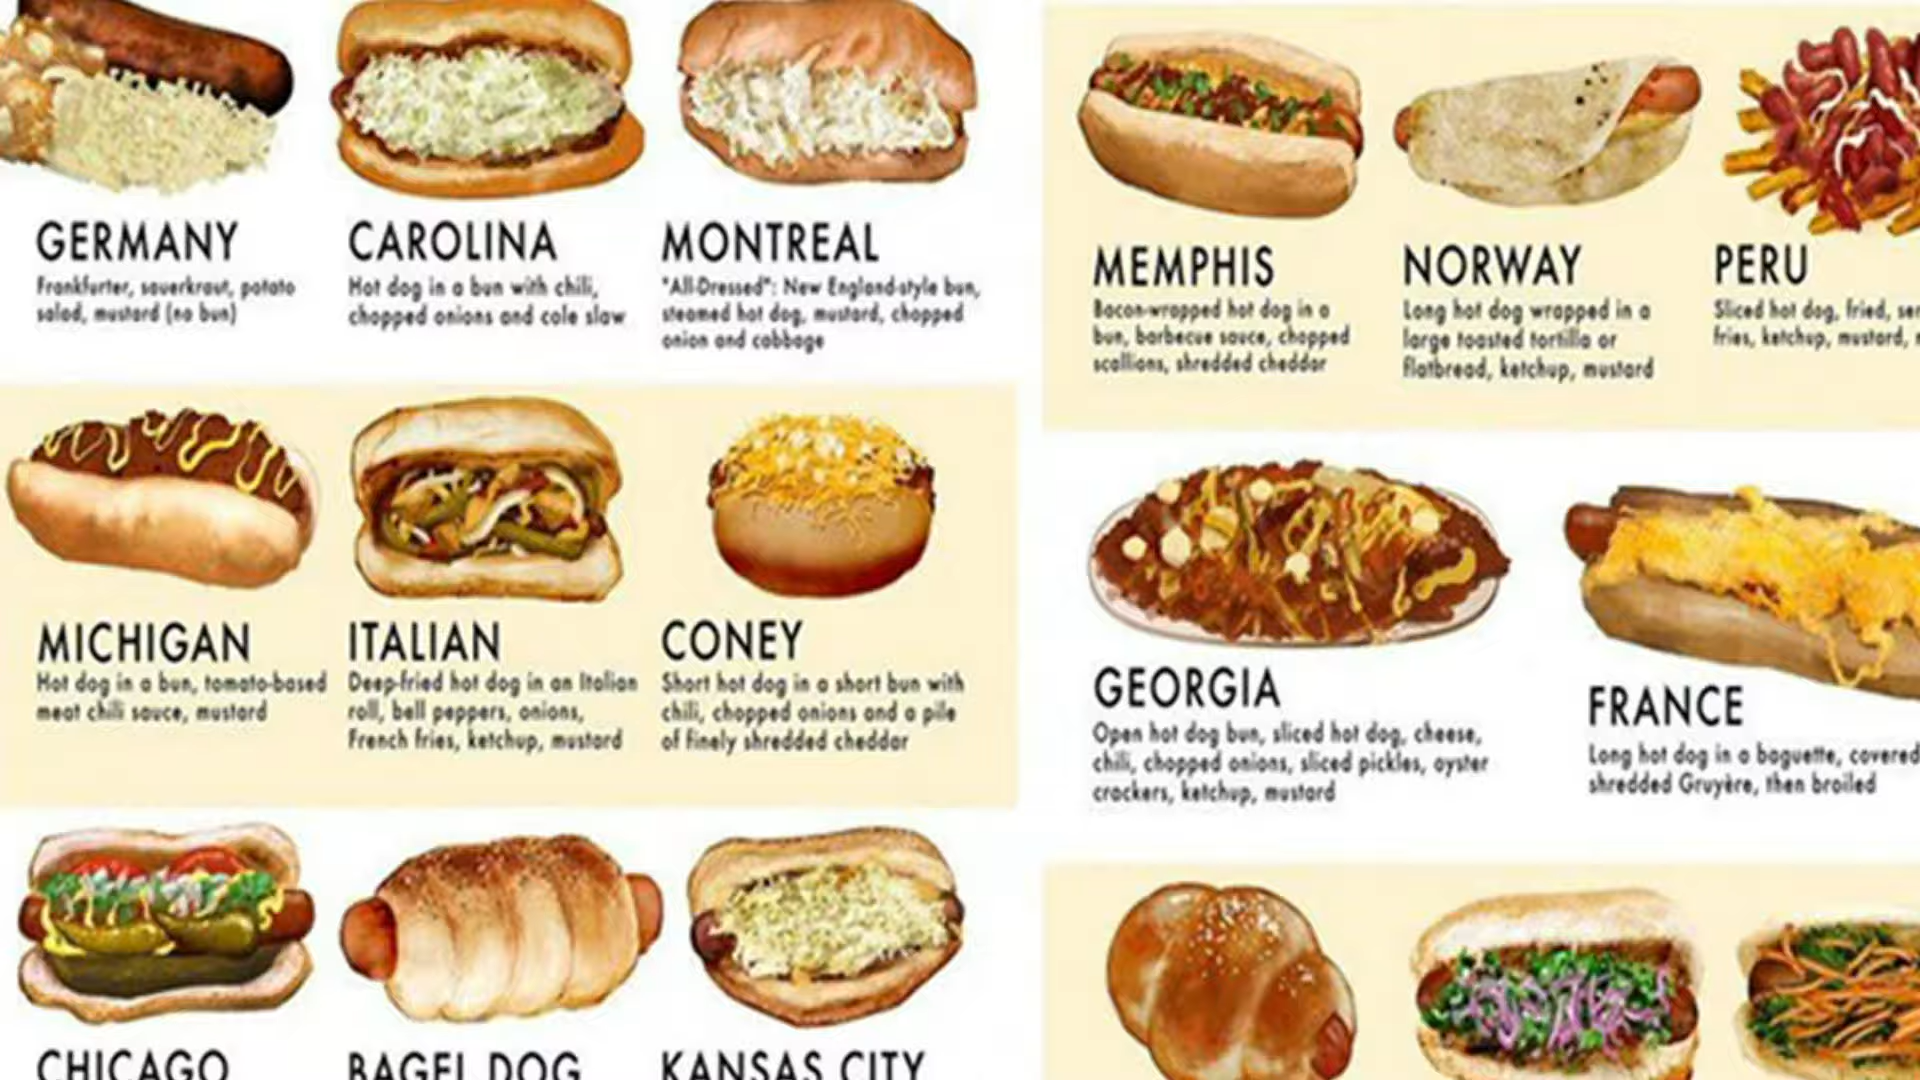 GERMANY
Frankfurter, sauerkraut, potato
salad, mustard (no bun)
CAROLINA
Hot dog in a bun with chili,
chopped onions and cole slaw
MONTREAL
"All-Dressed": New England-style bun,
steamed hot dog, mustard, chopped
onion and cabbage
MICHIGAN
Hot dog in a bun, tomato-based
meat chili sauce, mustard
ITALIAN
Deep-fried hot dog in an Italian
roll, bell peppers, onions,
French fries, ketchup, mustard
CONEY
Short hot dog in a short bun with
chili, chopped onions and a pile
of finely shredded cheddar
CHICAGO
BAGEL DOG
KANSAS CITY
MEMPHIS
Bacon-wrapped hot dog in a
bun, barbecue sauce, chopped
scallions, shredded cheddar
NORWAY
Long hot dog wrapped in a
large toasted tortilla or
flatbread, ketchup, mustard
PERU
Sliced hot dog, fried,
fries, ketchup, mustard,
GEORGIA
Open hot dog bun, sliced hot dog, cheese,
chili, chopped onions, sliced pickles, oyster
crackers, ketchup, mustard
FRANCE
Long hot dog in a baguette, covered
shredded Gruyère, then broiled